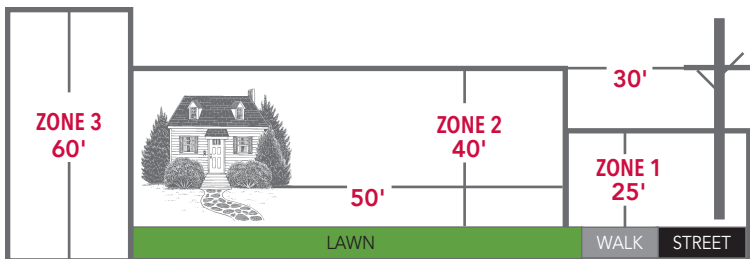 ZONE 3
60'
ZONE 2
40'
50'
30'
ZONE 1
25'
LAWN
WALK
STREET